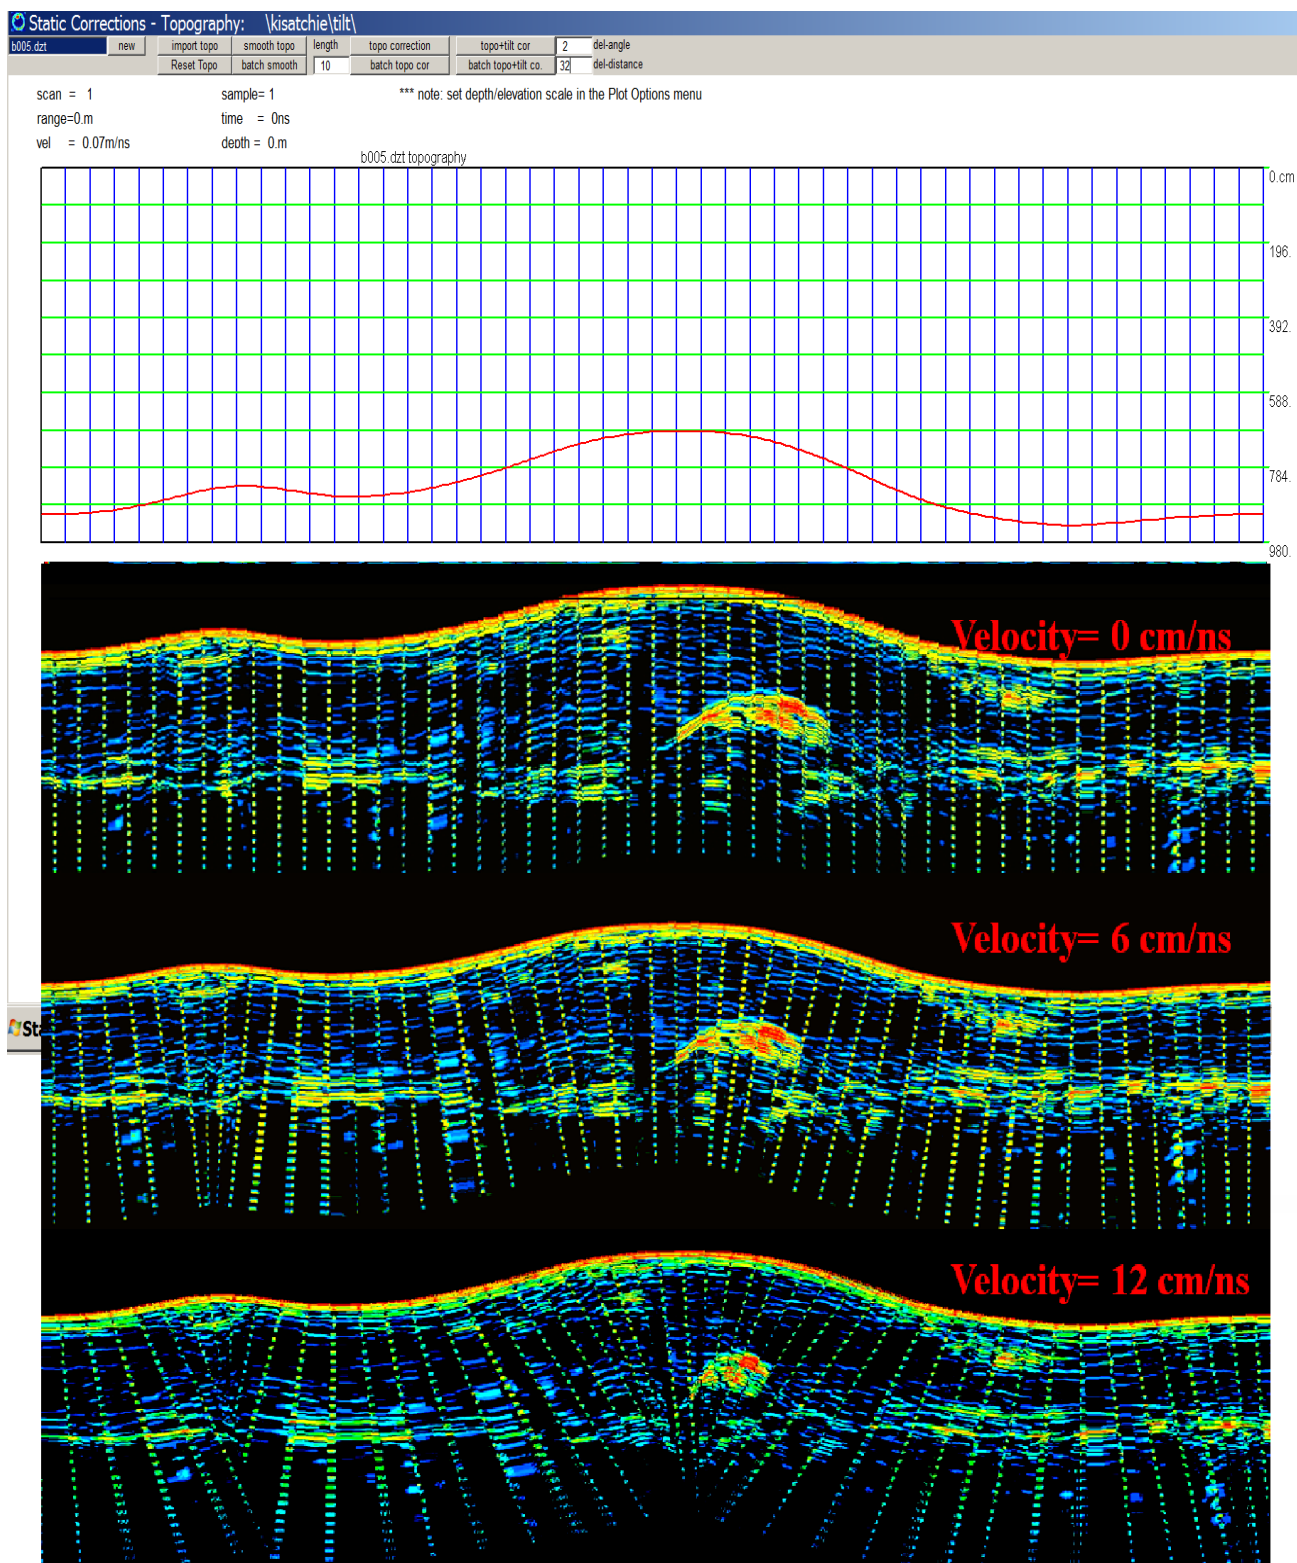 Static Corrections - Topography: \kisatchie\tilt\
b005.dzt new import topo smooth topo length topo correction topo+tilt cor 2 del-angle
Reset Topo batch smooth 10 batch topo cor batch topo+tilt co. 32 del-distance
scan = 1 sample= 1 *** note: set depth/elevation scale in the Plot Options menu
range=0.m time = 0ns
vel = 0.07m/ns depth = 0.m
b005.dzt topography
0.cm
196.
392.
588.
784.
980.
Velocity= 0 cm/ns
Velocity= 6 cm/ns
Sta
Velocity= 12 cm/ns